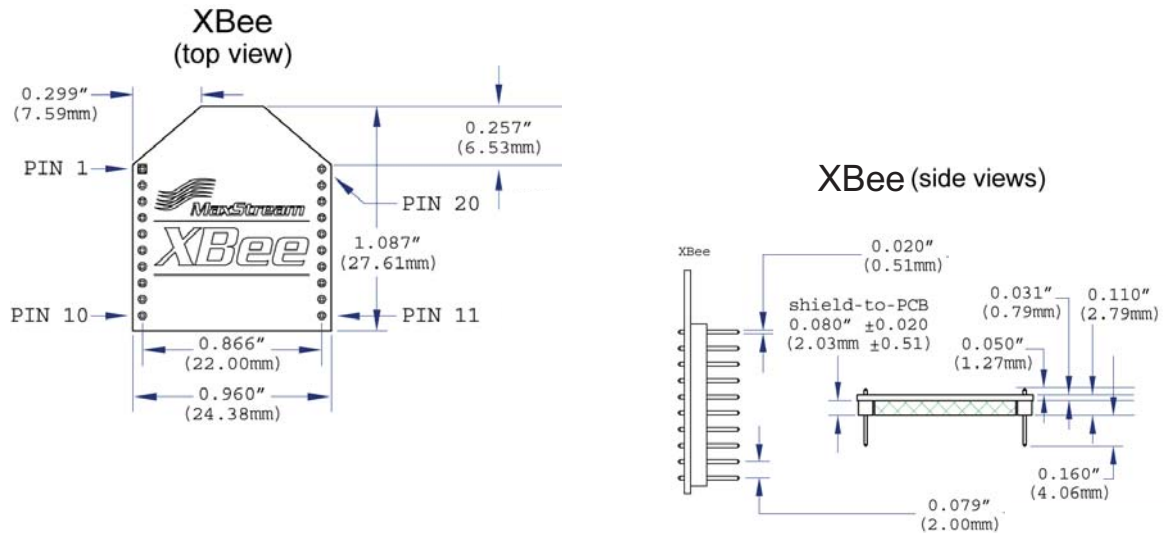 XBee
(top view)
0.299"
(7.59mm)
0.257"
(6.53mm)
PIN 1
PIN 20
MaxStream
XBee
1.087"
(27.61mm)
PIN 10
PIN 11
0.866"
(22.00mm)
0.960"
(24.38mm)
XBee (side views)
XBee
0.020"
(0.51mm)
shield-to-PCB
0.080" ±0.020
(2.03mm ±0.51)
0.031"
(0.79mm)
0.110"
(2.79mm)
0.050"
(1.27mm)
0.160"
(4.06mm)
0.079"
(2.00mm)